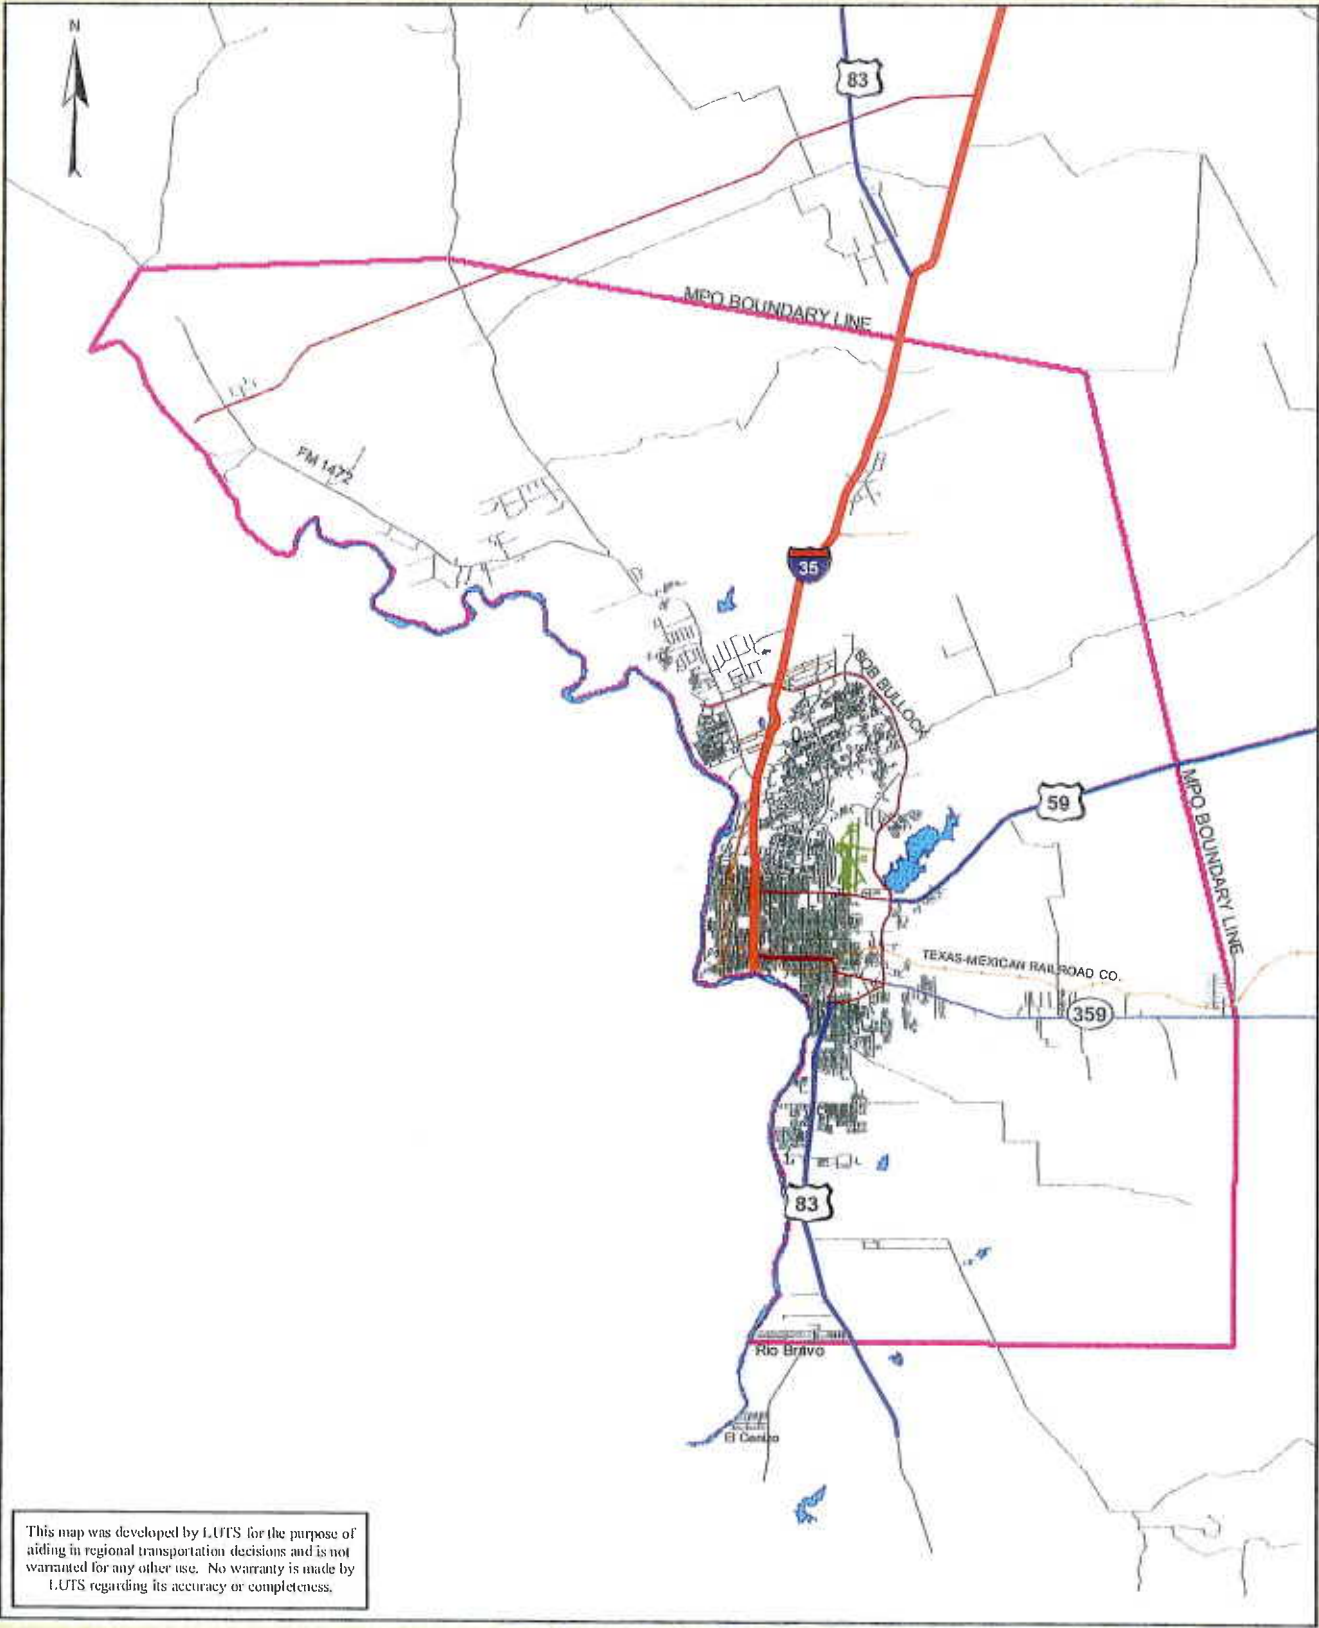 N
83
MPO BOUNDARY LINE
FM 1472
35
BOB BULLOCK
59
MPO BOUNDARY LINE
TEXAS-MEXICAN RAILROAD CO.
359
83
Rio Bravo
El Cenizo
This map was developed by LUTS for the purpose of
aiding in regional transportation decisions and is not
warranted for any other use. No warranty is made by
LUTS regarding its accuracy or completeness.